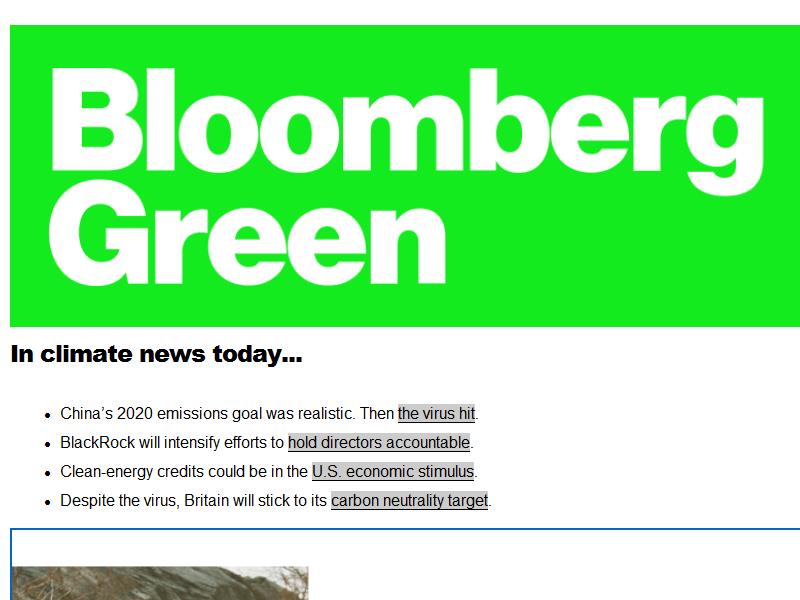 Bloomberg
Green
In climate news today...
China’s 2020 emissions goal was realistic. Then the virus hit.
BlackRock will intensify efforts to hold directors accountable.
Clean-energy credits could be in the U.S. economic stimulus.
Despite the virus, Britain will stick to its carbon neutrality target.